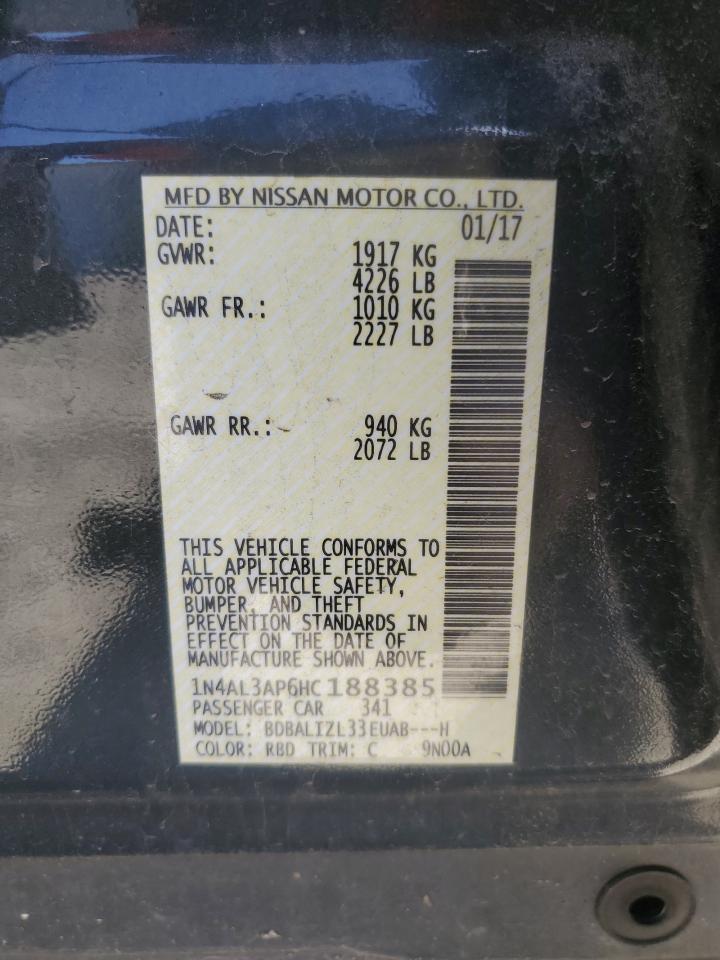 MFD BY NISSAN MOTOR CO., LTD.
DATE: 01/17
GVWR: 1917 KG
4226 LB
GAWR FR.: 1010 KG
2227 LB
GAWR RR.: 940 KG
2072 LB
THIS VEHICLE CONFORMS TO
ALL APPLICABLE FEDERAL
MOTOR VEHICLE SAFETY,
BUMPER, AND THEFT
PREVENTION STANDARDS IN
EFFECT ON THE DATE OF
MANUFACTURE SHOWN ABOVE.
1N4AL3AP6HC188385
PASSENGER CAR 341
MODEL: BDBALIZL33EUAB---H
COLOR: RBD TRIM: C 9N00A